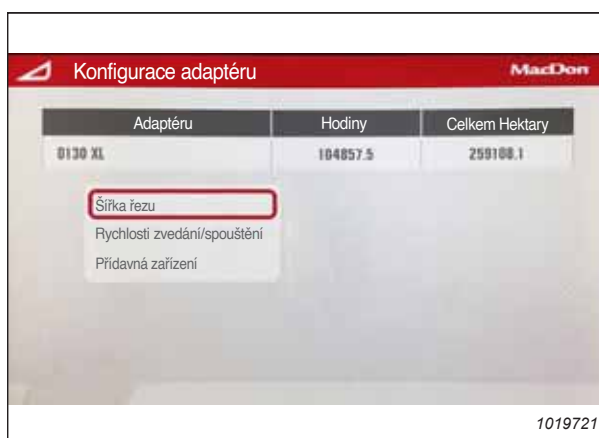 Konfigurace adaptéru MacDon
Adaptéru Hodiny Celkem Hektary
D130 XL 104857.5 259108.1
Šířka řezu
Rychlosti zvedání/spouštění
Přídavná zařízení
1019721